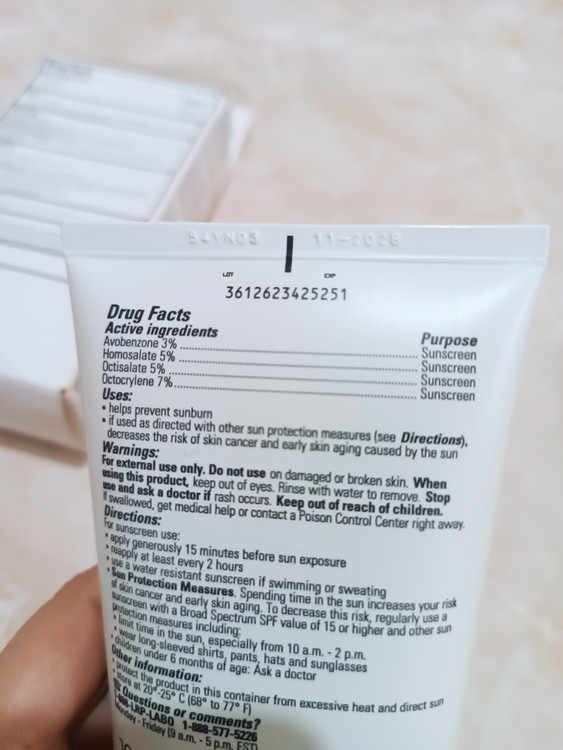 54YN03 11-2026
LOT EXP
3612623425251
Drug Facts
Active ingredients Purpose
Avobenzone 3% Sunscreen
Homosalate 5% Sunscreen
Octisalate 5% Sunscreen
Octocrylene 7% Sunscreen
Uses:
• helps prevent sunburn
• if used as directed with other sun protection measures (see Directions),
decreases the risk of skin cancer and early skin aging caused by the sun
Warnings:
For external use only. Do not use on damaged or broken skin. When
using this product, keep out of eyes. Rinse with water to remove. Stop
use and ask a doctor if rash occurs. Keep out of reach of children.
If swallowed, get medical help or contact a Poison Control Center right away.
Directions:
For sunscreen use:
• apply generously 15 minutes before sun exposure
• reapply at least every 2 hours
• use a water resistant sunscreen if swimming or sweating
• Sun Protection Measures. Spending time in the sun increases your risk
of skin cancer and early skin aging. To decrease this risk, regularly use a
sunscreen with a Broad Spectrum SPF value of 15 or higher and other sun
protection measures including:
• limit time in the sun, especially from 10 a.m. - 2 p.m.
• wear long-sleeved shirts, pants, hats and sunglasses
• children under 6 months of age: Ask a doctor
Other information:
• protect the product in this container from excessive heat and direct sun
• store at 20°-25° C (68° to 77° F)
Questions or comments?
1-888-LRP-LABO 1-888-577-5226
Monday - Friday (9 a.m. - 5 p.m. EST)